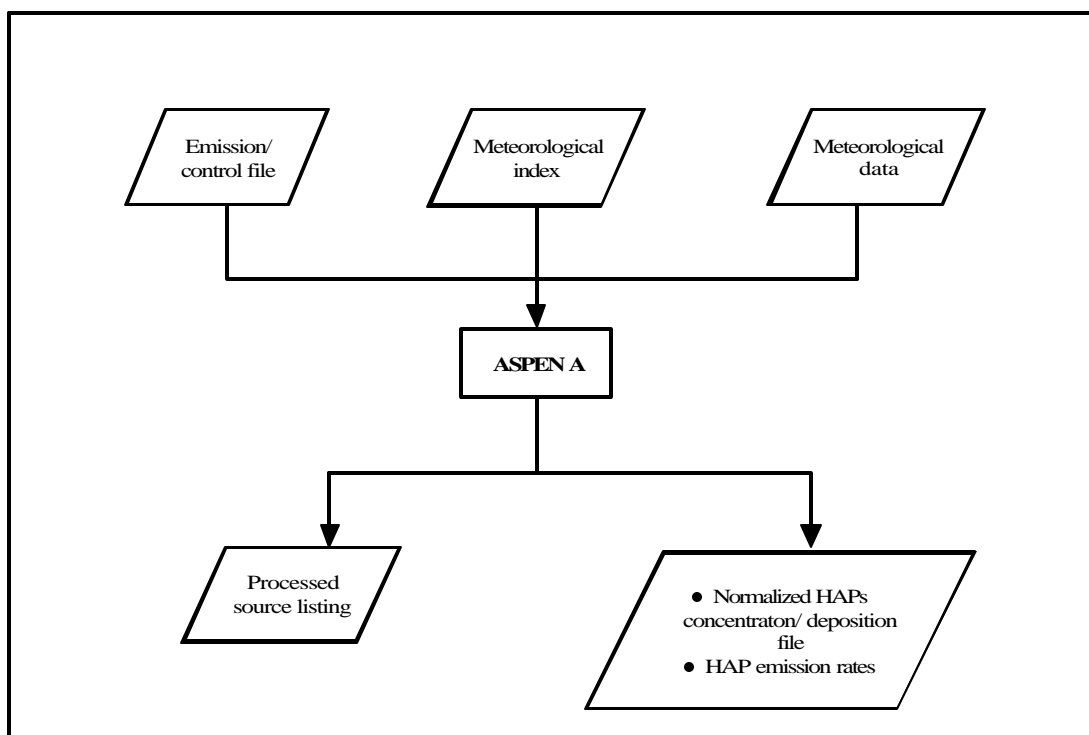 Emission/
control file
Meteorological
index
Meteorological
data
ASPEN A
Processed
source listing
● Normalized HAPs
concentraton/ deposition
file
● HAP emission rates